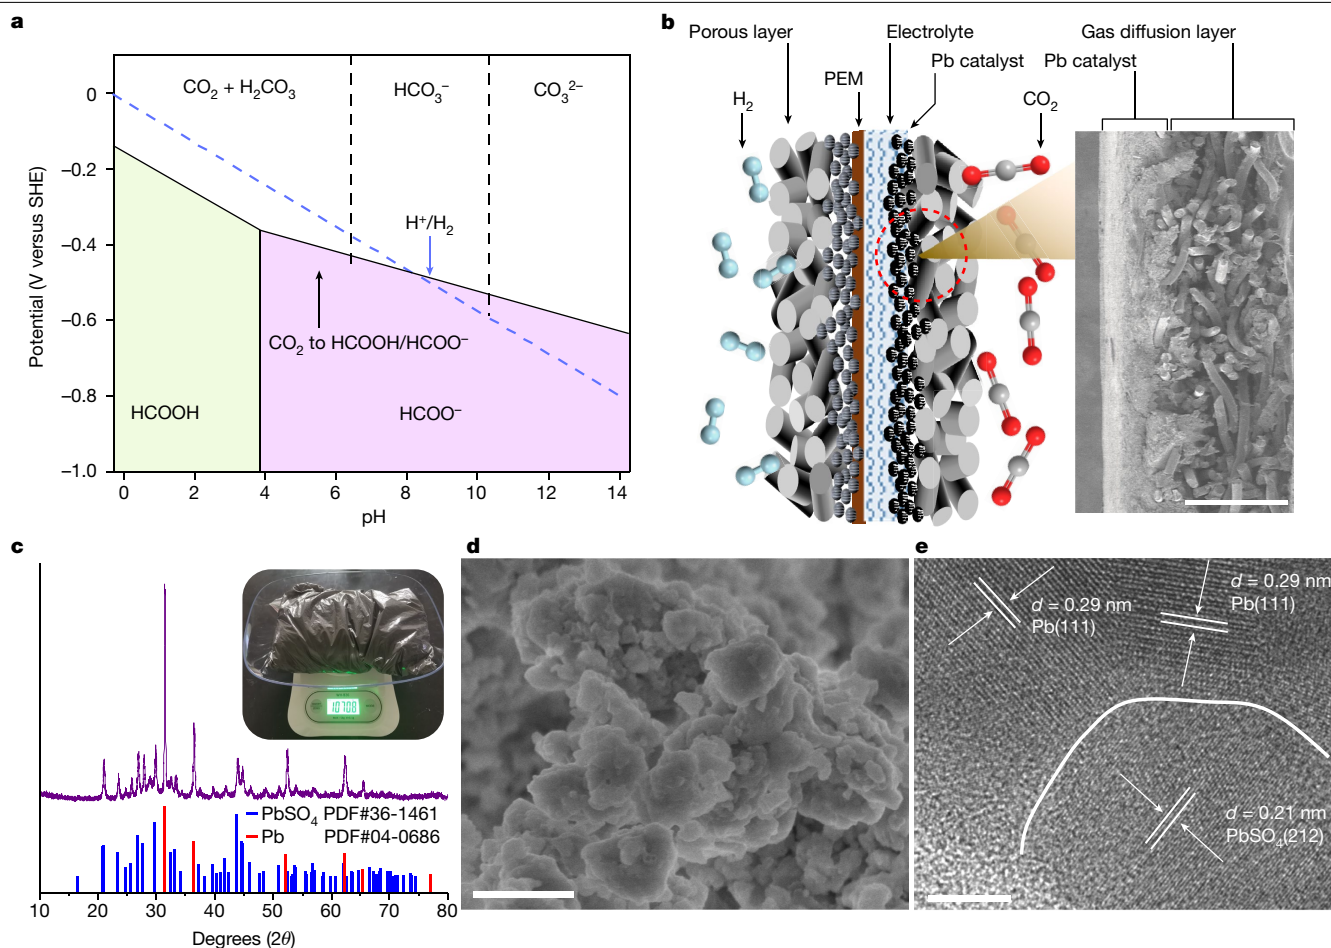 a
CO₂ + H₂CO₃
HCO₃⁻
CO₃²⁻
0
−0.2
−0.4
−0.6
−0.8
−1.0
Potential (V versus SHE)
H⁺/H₂
CO₂ to HCOOH/HCOO⁻
HCOOH
HCOO⁻
0 2 4 6 8 10 12 14
pH
b
Porous layer
Electrolyte
Gas diffusion layer
PEM
Pb catalyst
Pb catalyst
H₂
CO₂
c
10708
PbSO₄ PDF#36-1461
Pb PDF#04-0686
10 20 30 40 50 60 70 80
Degrees (2θ)
d
e
d = 0.29 nm
Pb(111)
d = 0.29 nm
Pb(111)
d = 0.21 nm
PbSO₄(212)